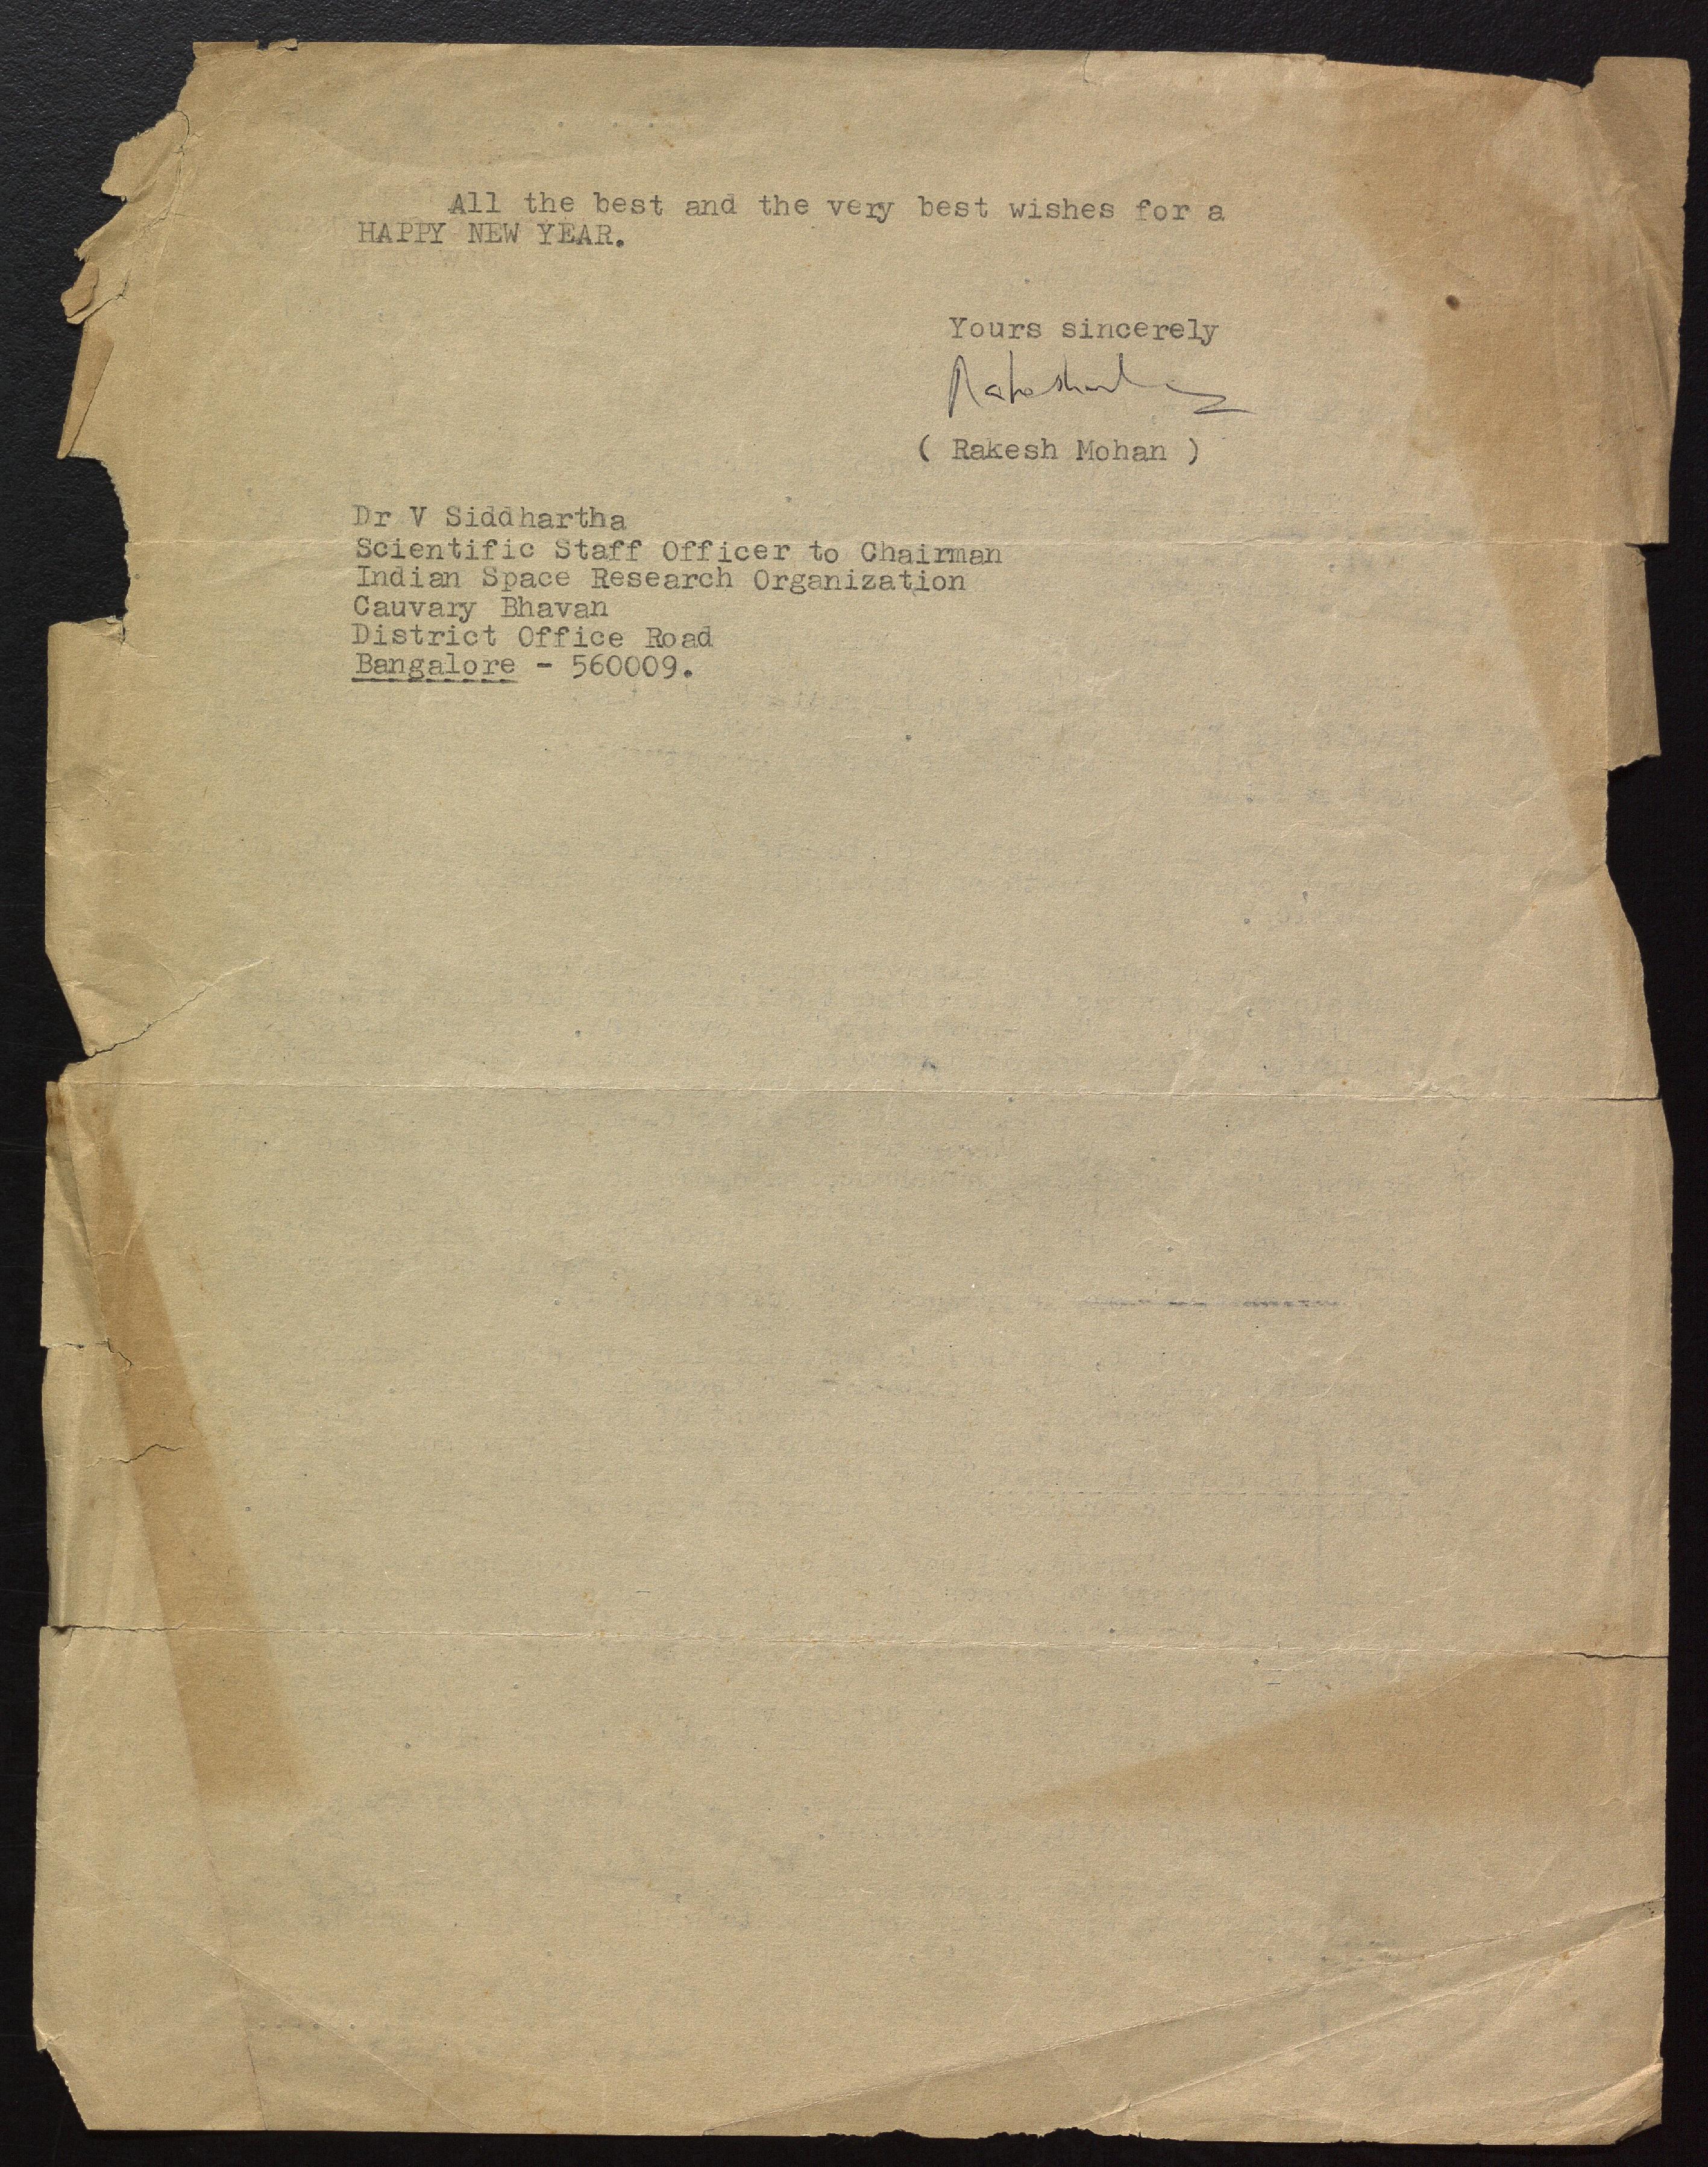 All the best and the very best wishes for a
HAPPY NEW YEAR.
Yours sincerely
( Rakesh Mohan )
Dr V Siddhartha
Scientific Staff Officer to Chairman
Indian Space Research Organization
Cauvary Bhavan
District Office Road
Bangalore - 560009.